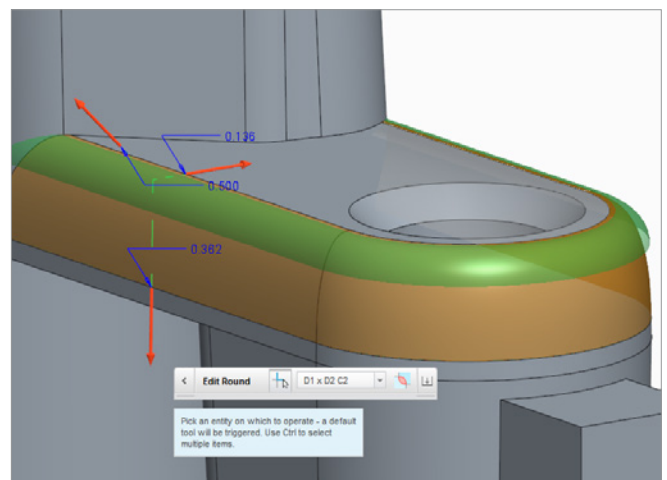 0.136
0.500
0.382
Edit Round
D1 x D2 C2
Pick an entity on which to operate - a default
tool will be triggered. Use Ctrl to select
multiple items.